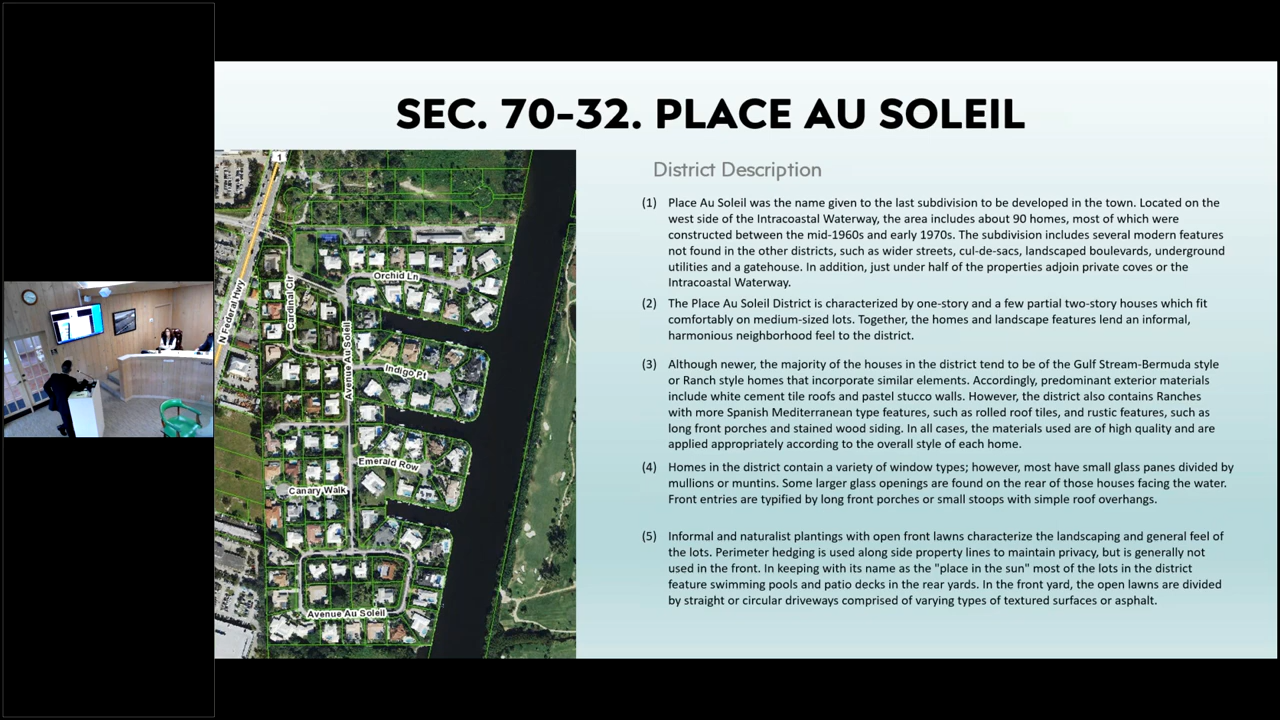 SEC. 70-32. PLACE AU SOLEIL
1
N Federal Hwy
Cardinal Cir
Orchid Ln
Avenue Au Soleil
Indigo Pt
Emerald Row
Canary Walk
Avenue Au Soleil
District Description
(1) Place Au Soleil was the name given to the last subdivision to be developed in the town. Located on the
west side of the Intracoastal Waterway, the area includes about 90 homes, most of which were
constructed between the mid-1960s and early 1970s. The subdivision includes several modern features
not found in the other districts, such as wider streets, cul-de-sacs, landscaped boulevards, underground
utilities and a gatehouse. In addition, just under half of the properties adjoin private coves or the
Intracoastal Waterway.
(2) The Place Au Soleil District is characterized by one-story and a few partial two-story houses which fit
comfortably on medium-sized lots. Together, the homes and landscape features lend an informal,
harmonious neighborhood feel to the district.
(3) Although newer, the majority of the houses in the district tend to be of the Gulf Stream-Bermuda style
or Ranch style homes that incorporate similar elements. Accordingly, predominant exterior materials
include white cement tile roofs and pastel stucco walls. However, the district also contains Ranches
with more Spanish Mediterranean type features, such as rolled roof tiles, and rustic features, such as
long front porches and stained wood siding. In all cases, the materials used are of high quality and are
applied appropriately according to the overall style of each home.
(4) Homes in the district contain a variety of window types; however, most have small glass panes divided by
mullions or muntins. Some larger glass openings are found on the rear of those houses facing the water.
Front entries are typified by long front porches or small stoops with simple roof overhangs.
(5) Informal and naturalist plantings with open front lawns characterize the landscaping and general feel of
the lots. Perimeter hedging is used along side property lines to maintain privacy, but is generally not
used in the front. In keeping with its name as the "place in the sun" most of the lots in the district
feature swimming pools and patio decks in the rear yards. In the front yard, the open lawns are divided
by straight or circular driveways comprised of varying types of textured surfaces or asphalt.